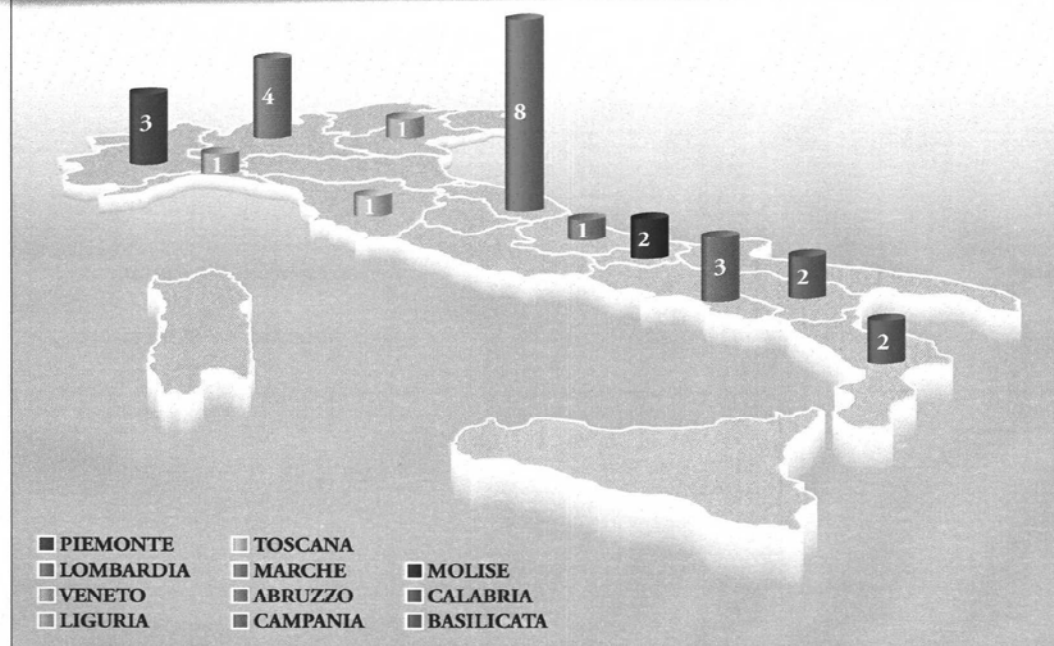 8
4
3
1
1
1
1
2
3
2
2
PIEMONTE
LOMBARDIA
VENETO
LIGURIA
TOSCANA
MARCHE
ABRUZZO
CAMPANIA
MOLISE
CALABRIA
BASILICATA